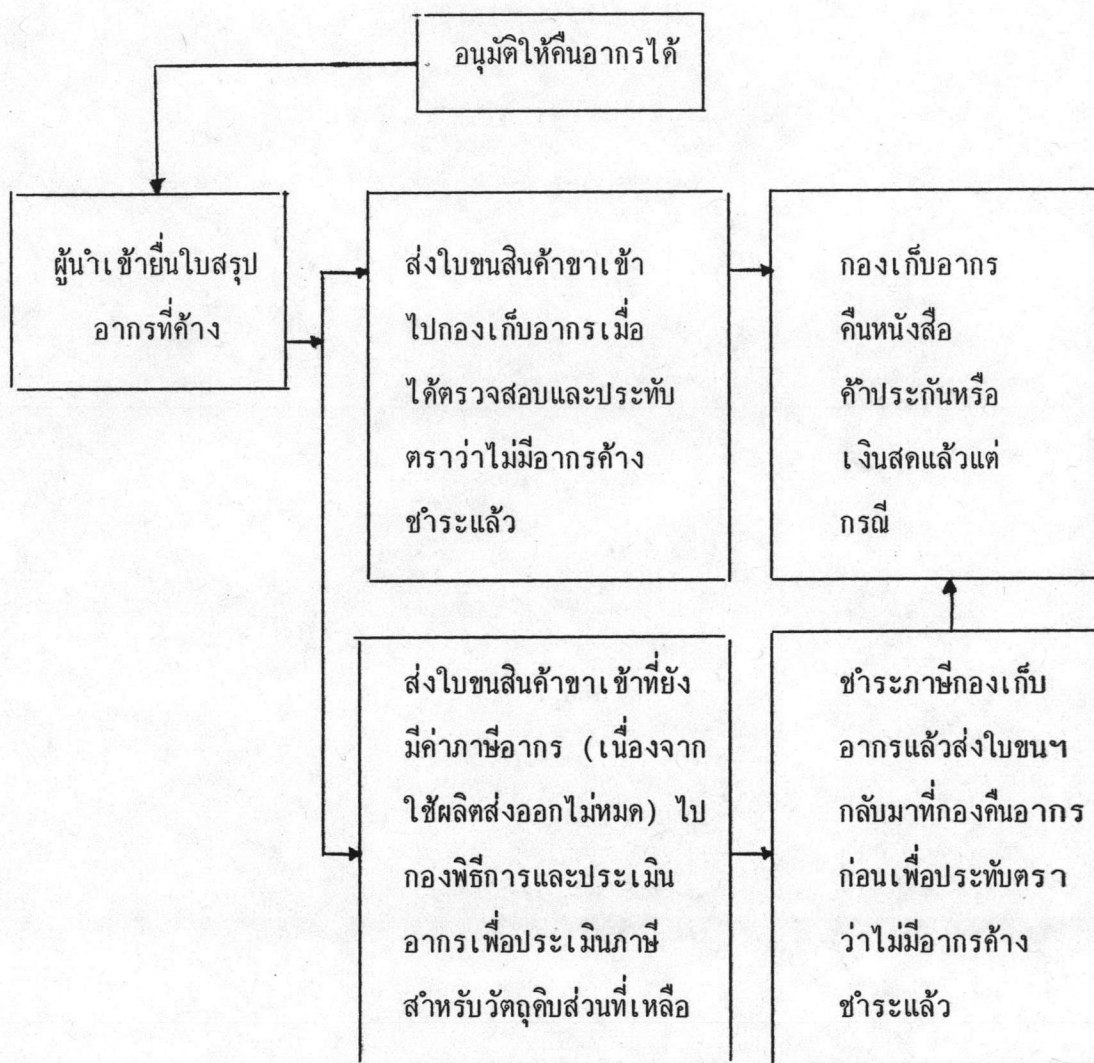 อนุมัติให้คืนอากรได้
ผู้นำเข้ายื่นใบสรุป
อากรที่ค้าง
ส่งใบขนสินค้าขาเข้า
ไปกองเก็บอากรเมื่อ
ได้ตรวจสอบและประทับ
ตราว่าไม่มีอากรค้าง
ชำระแล้ว
กองเก็บอากร
คืนหนังสือ
ค้ำประกันหรือ
เงินสดแล้วแต่
กรณี
ส่งใบขนสินค้าขาเข้าที่ยัง
มีค่าภาษีอากร (เนื่องจาก
ใช้ผลิตส่งออกไม่หมด) ไป
กองพิธีการและประเมิน
อากรเพื่อประเมินภาษี
สำหรับวัตถุดิบส่วนที่เหลือ
ชำระภาษีกองเก็บ
อากรแล้วส่งใบขนฯ
กลับมาที่กองคืนอากร
ก่อนเพื่อประทับตรา
ว่าไม่มีอากรค้าง
ชำระแล้ว